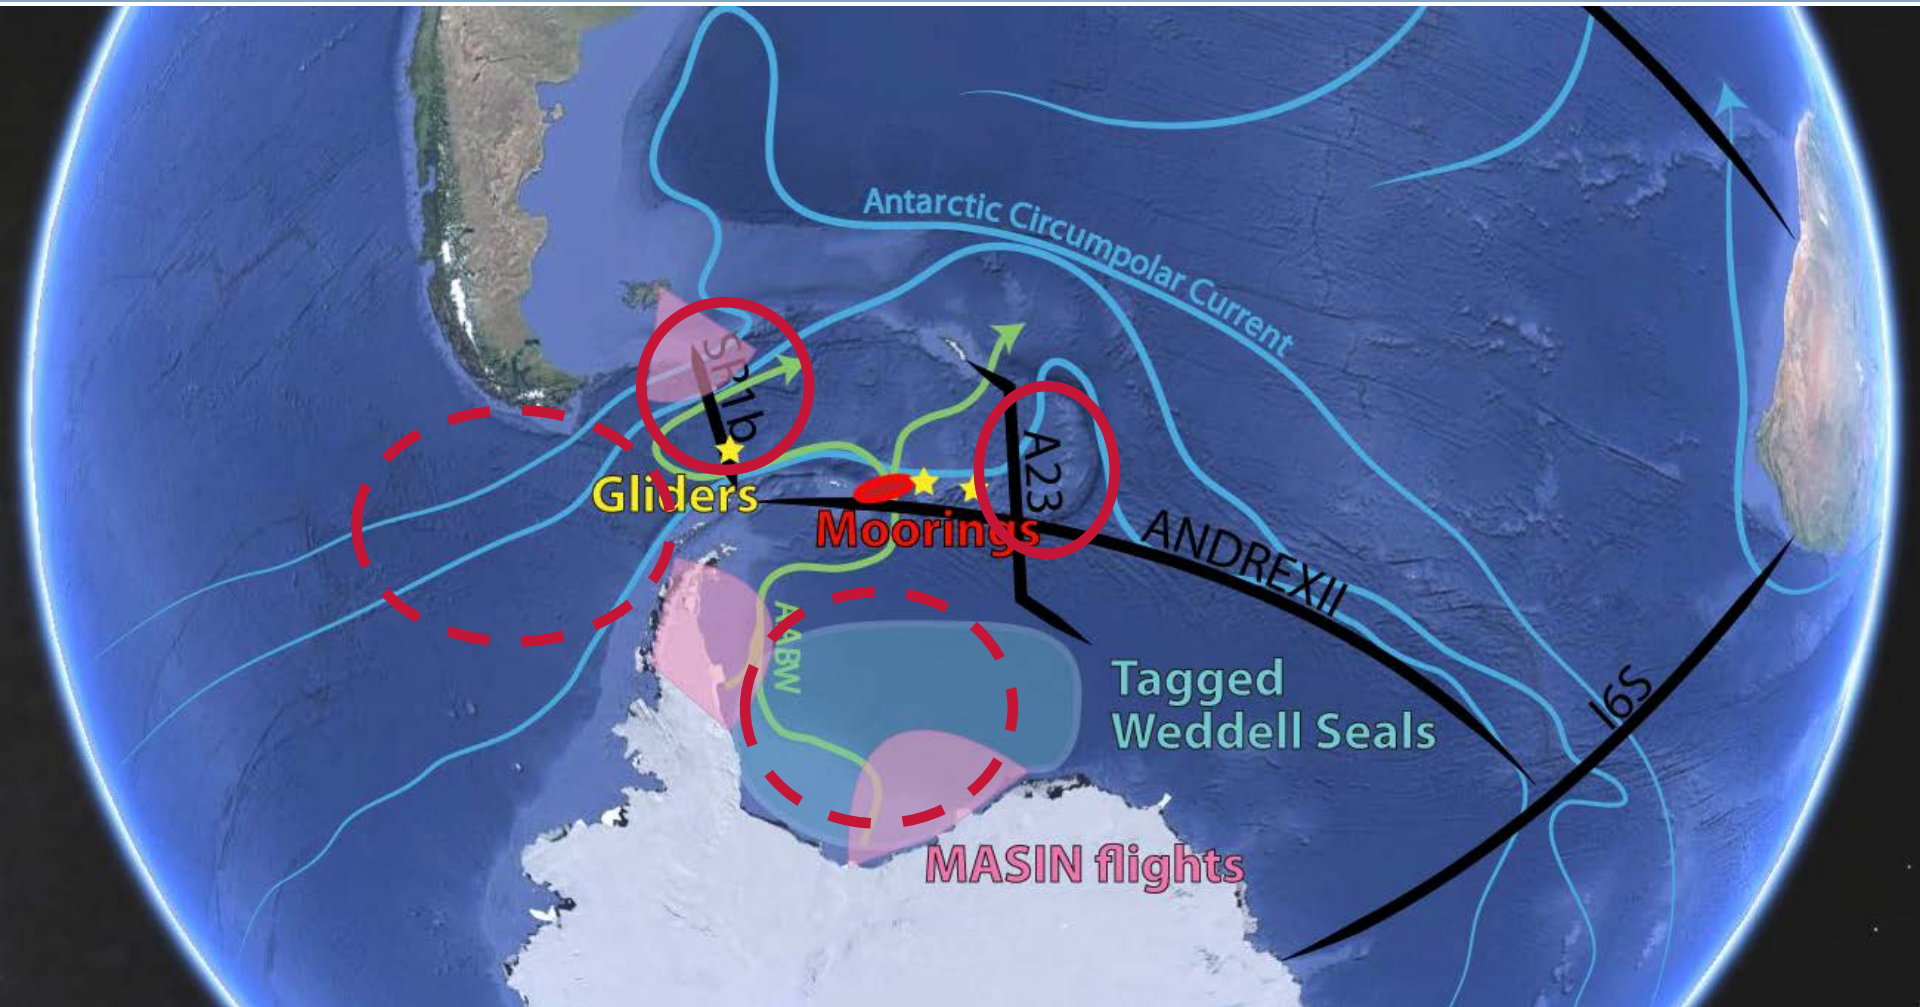 Antarctic Circumpolar Current
SR1b
A23
Gliders
Moorings
ANDREXII
AABW
Tagged
Weddell Seals
I6S
MASIN flights